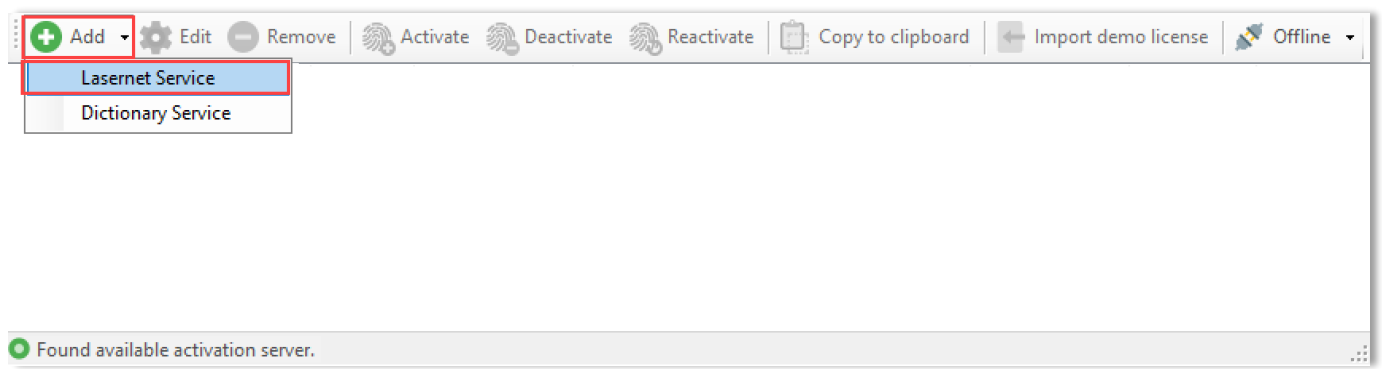 Add Edit Remove Activate Deactivate Reactivate Copy to clipboard Import demo license Offline
Lasernet Service
Dictionary Service
Found available activation server.